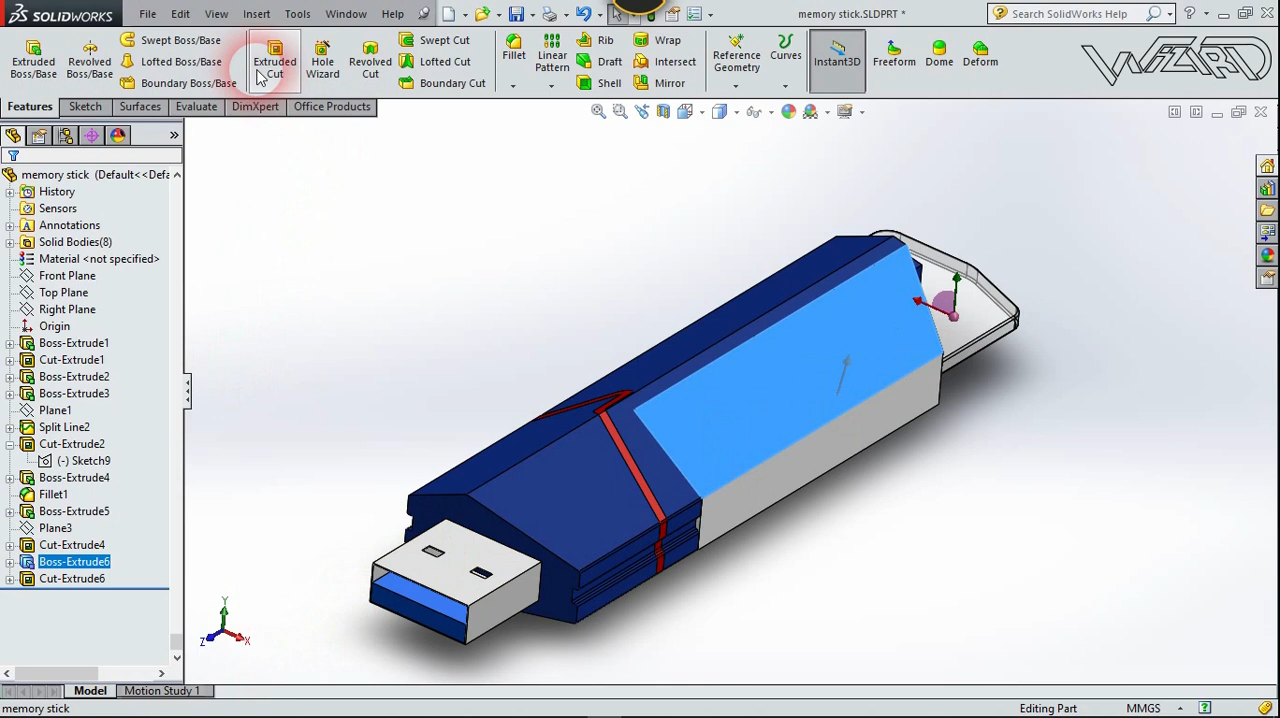 SOLIDWORKS File Edit View Insert Tools Window Help memory stick.SLDPRT * Search SolidWorks Help
Extruded Boss/Base
Revolved Boss/Base
Swept Boss/Base
Lofted Boss/Base
Boundary Boss/Base
Extruded Cut
Hole Wizard
Revolved Cut
Swept Cut
Lofted Cut
Boundary Cut
Fillet
Linear Pattern
Rib
Draft
Shell
Wrap
Intersect
Mirror
Reference Geometry
Curves
Instant3D
Freeform
Dome
Deform
WIZARD
Features Sketch Surfaces Evaluate DimXpert Office Products
memory stick (Default<<Defa
History
Sensors
Annotations
Solid Bodies(8)
Material <not specified>
Front Plane
Top Plane
Right Plane
Origin
Boss-Extrude1
Cut-Extrude1
Boss-Extrude2
Boss-Extrude3
Plane1
Split Line2
Cut-Extrude2
(-) Sketch9
Boss-Extrude4
Fillet1
Boss-Extrude5
Plane3
Cut-Extrude4
Boss-Extrude6
Cut-Extrude6
Y
Z X
Model Motion Study 1
memory stick Editing Part MMGS